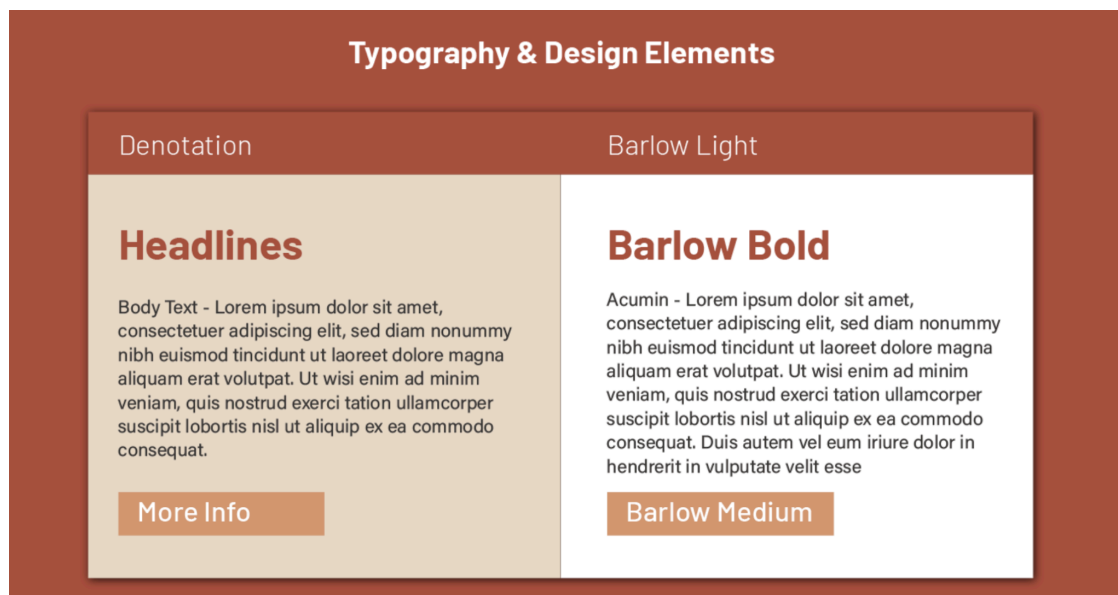 Typography & Design Elements
Denotation
Barlow Light
Headlines
Body Text - Lorem ipsum dolor sit amet,
consectetuer adipiscing elit, sed diam nonummy
nibh euismod tincidunt ut laoreet dolore magna
aliquam erat volutpat. Ut wisi enim ad minim
veniam, quis nostrud exerci tation ullamcorper
suscipit lobortis nisl ut aliquip ex ea commodo
consequat.
More Info
Barlow Bold
Acumin - Lorem ipsum dolor sit amet,
consectetuer adipiscing elit, sed diam nonummy
nibh euismod tincidunt ut laoreet dolore magna
aliquam erat volutpat. Ut wisi enim ad minim
veniam, quis nostrud exerci tation ullamcorper
suscipit lobortis nisl ut aliquip ex ea commodo
consequat. Duis autem vel eum iriure dolor in
hendrerit in vulputate velit esse
Barlow Medium